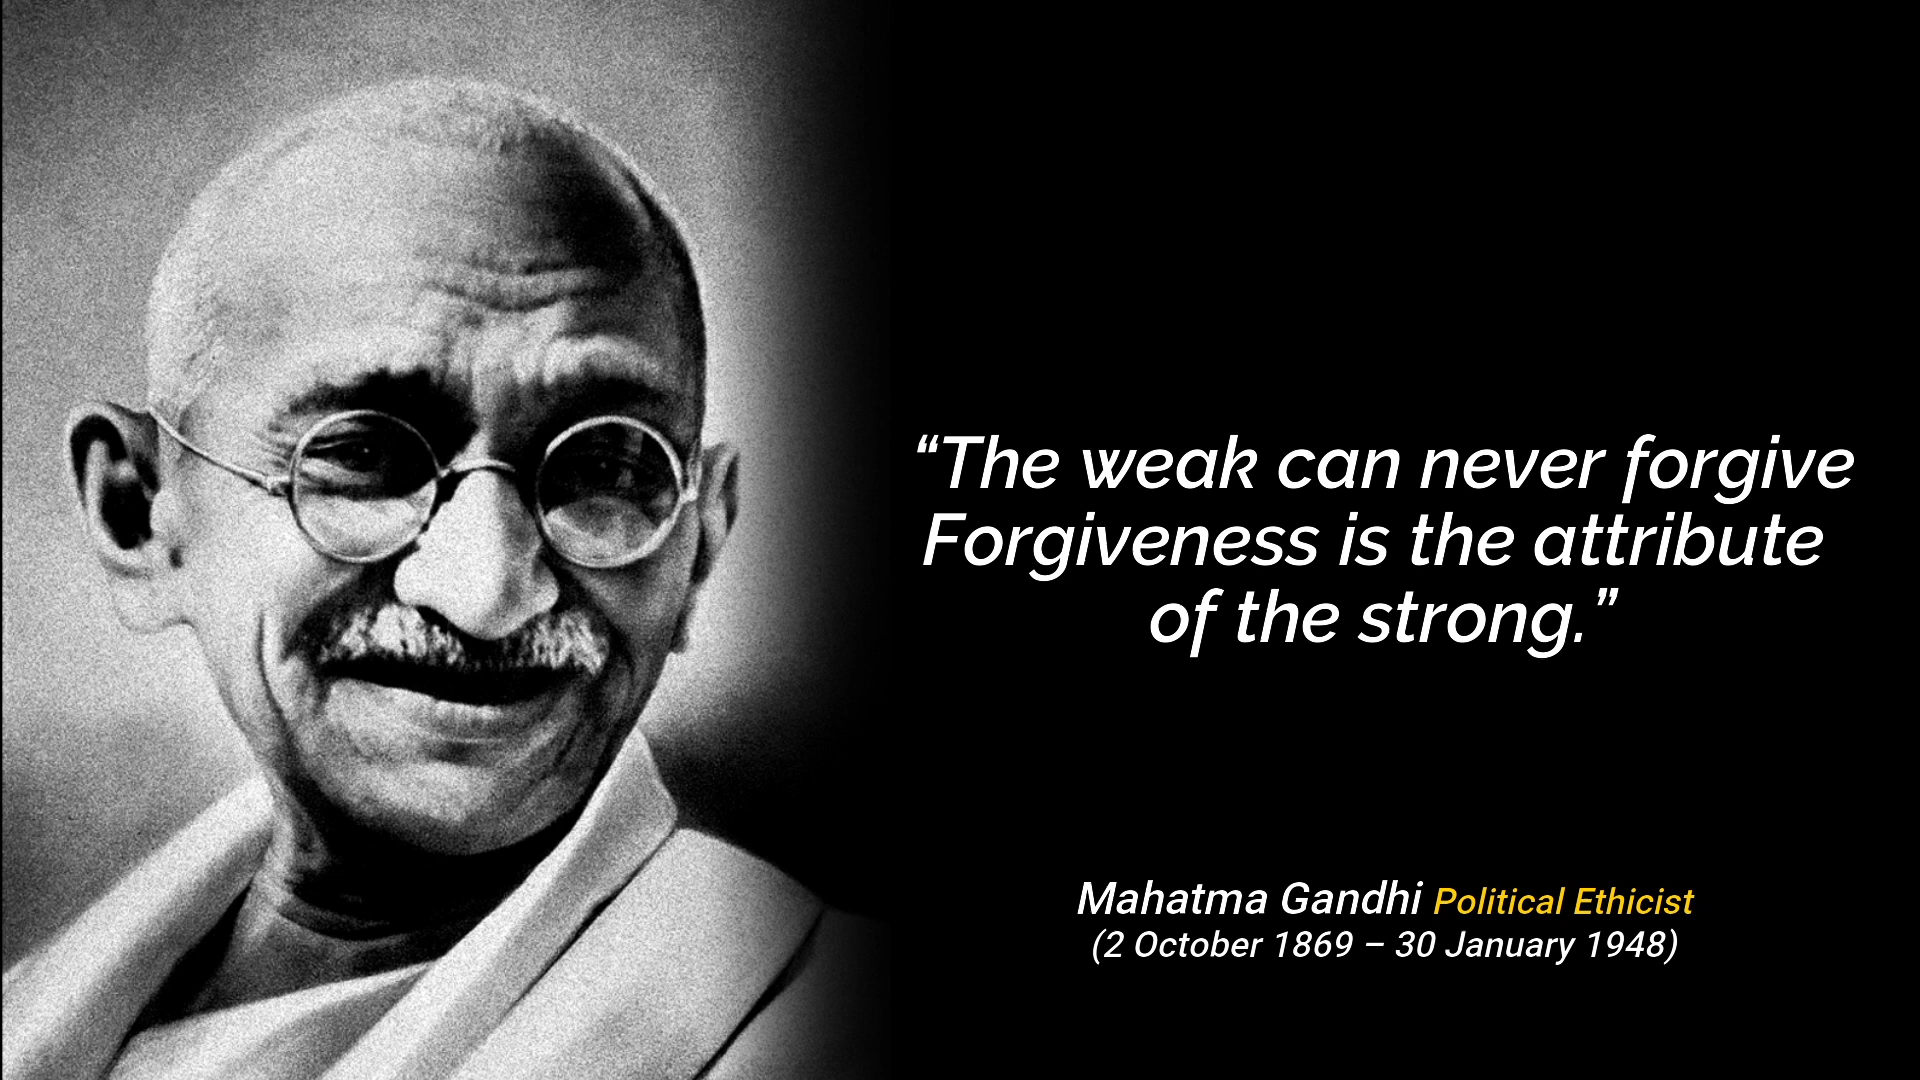 “The weak can never forgive
Forgiveness is the attribute
of the strong.”
Mahatma Gandhi Political Ethicist
(2 October 1869 – 30 January 1948)